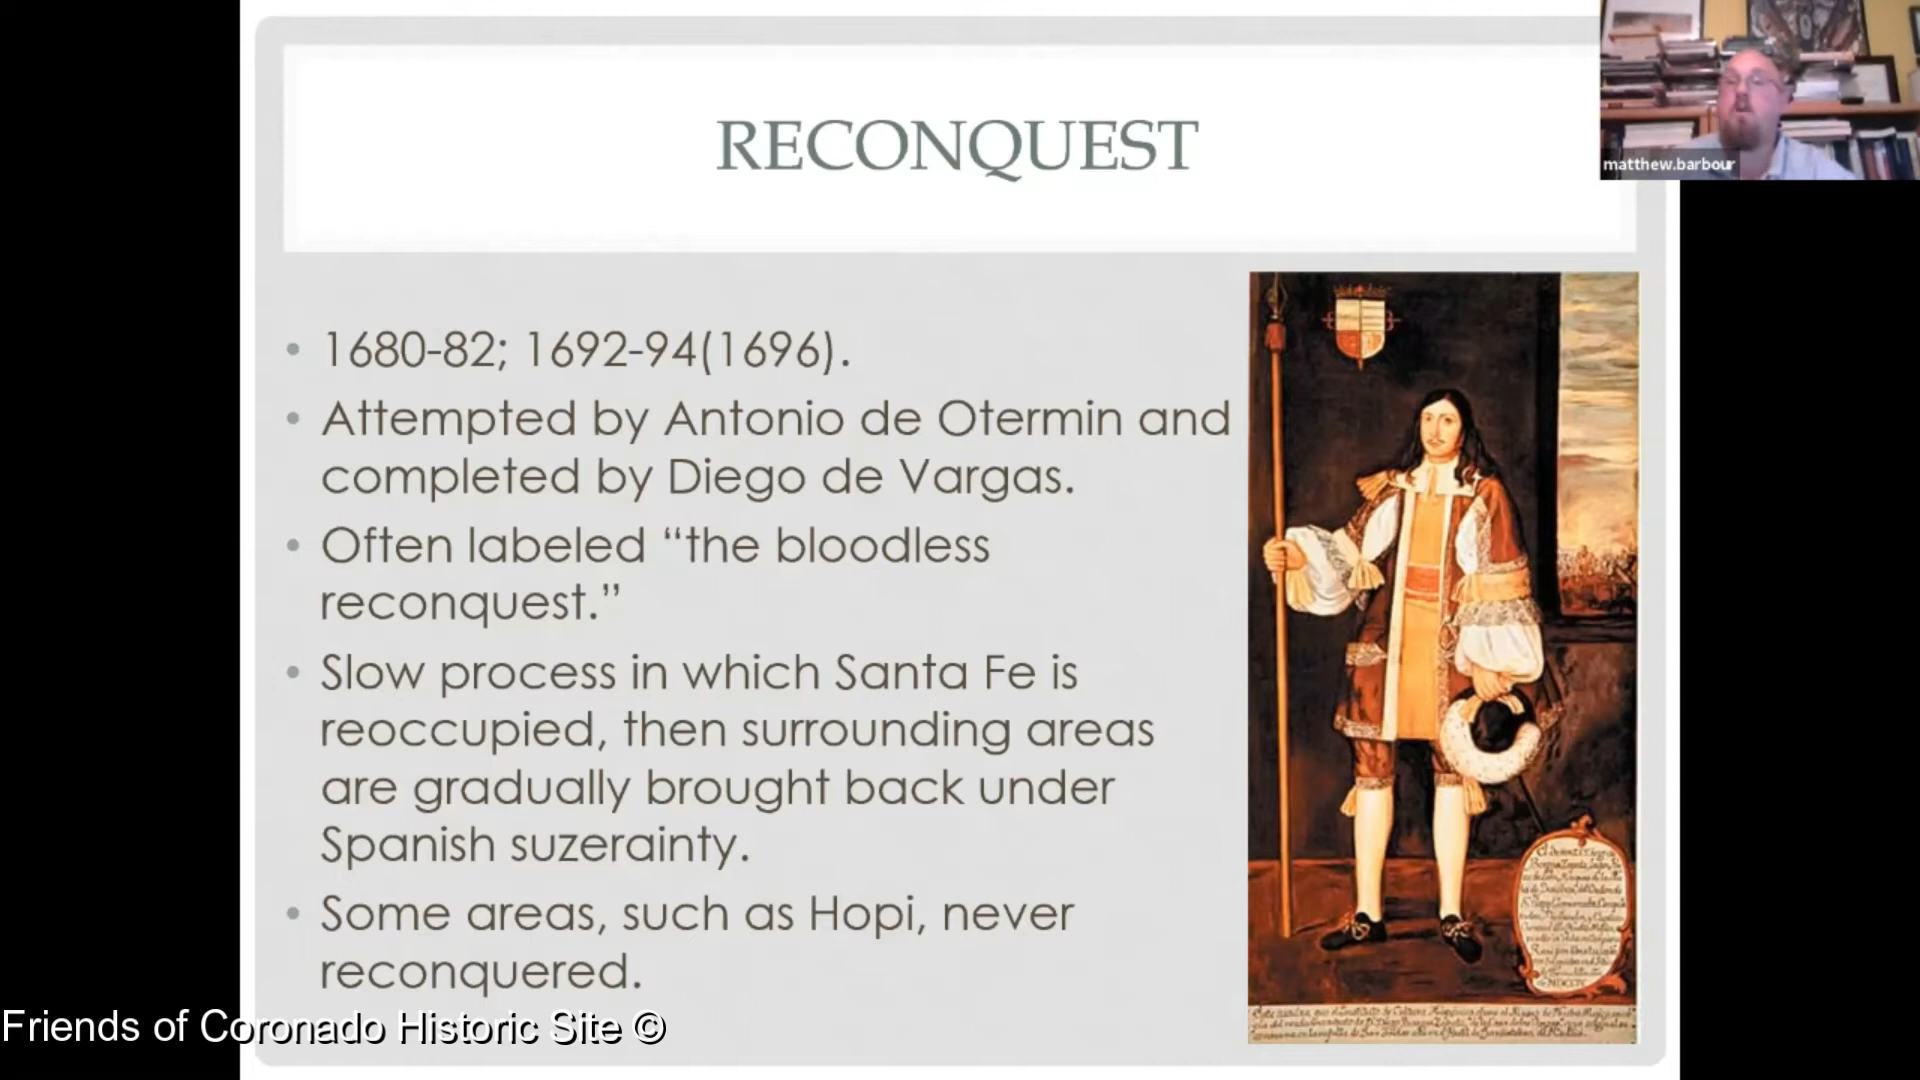 RECONQUEST
matthew.barbour
• 1680-82; 1692-94(1696).
• Attempted by Antonio de Otermin and
completed by Diego de Vargas.
• Often labeled “the bloodless
reconquest.”
• Slow process in which Santa Fe is
reoccupied, then surrounding areas
are gradually brought back under
Spanish suzerainty.
• Some areas, such as Hopi, never
reconquered.
Friends of Coronado Historic Site ©